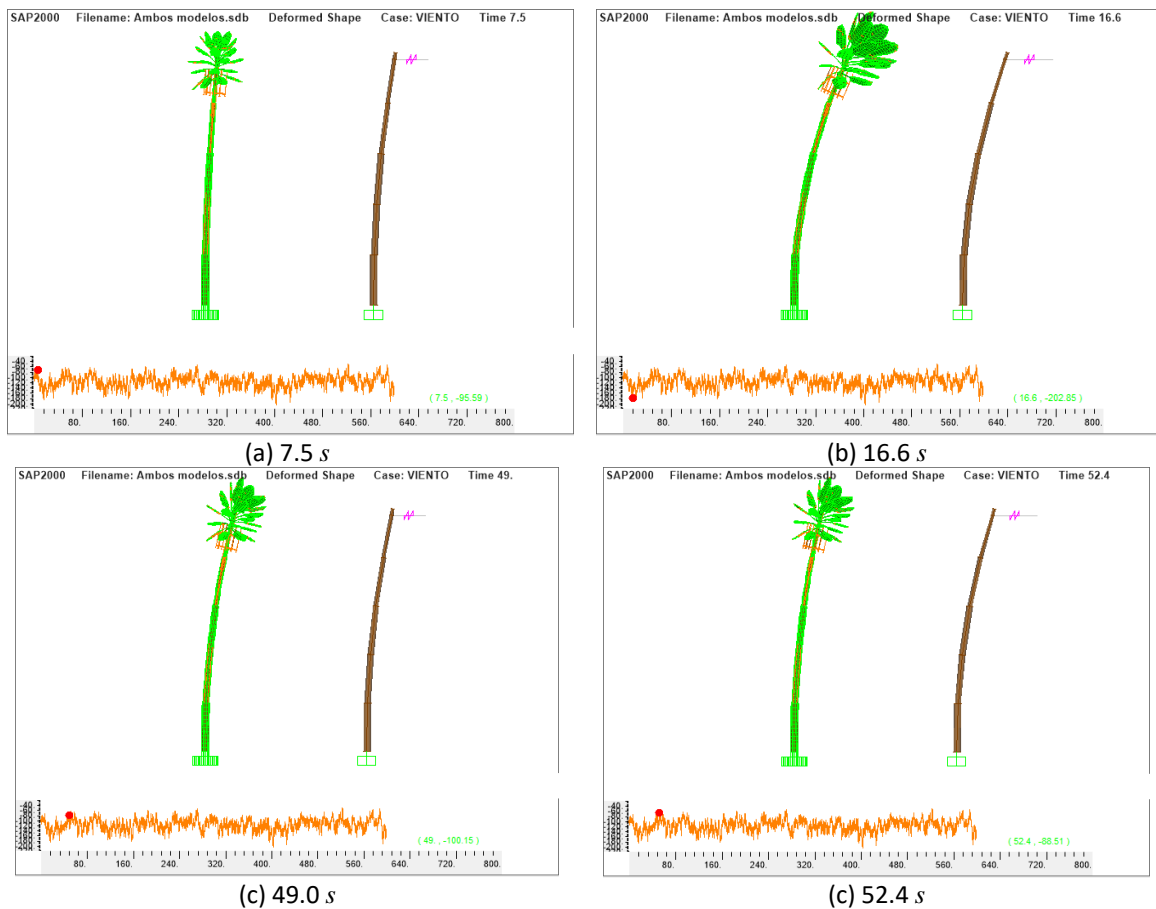 SAP2000 Filename: Ambos modelos.sdb Deformed Shape Case: VIENTO Time 7.5
( 7.5 , -95.59 )
80. 160. 240. 320. 400. 480. 560. 640. 720. 800.
(a) 7.5 s
SAP2000 Filename: Ambos modelos.sdb Deformed Shape Case: VIENTO Time 16.6
( 16.6 , -202.85 )
80. 160. 240. 320. 400. 480. 560. 640. 720. 800.
(b) 16.6 s
SAP2000 Filename: Ambos modelos.sdb Deformed Shape Case: VIENTO Time 49.
( 49. , -100.15 )
80. 160. 240. 320. 400. 480. 560. 640. 720. 800.
(c) 49.0 s
SAP2000 Filename: Ambos modelos.sdb Deformed Shape Case: VIENTO Time 52.4
( 52.4 , -88.51 )
80. 160. 240. 320. 400. 480. 560. 640. 720. 800.
(c) 52.4 s